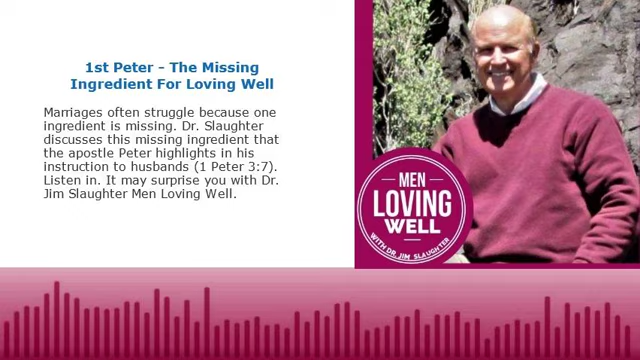 1st Peter - The Missing
Ingredient For Loving Well
Marriages often struggle because one
ingredient is missing. Dr. Slaughter
discusses this missing ingredient that
the apostle Peter highlights in his
instruction to husbands (1 Peter 3:7).
Listen in. It may surprise you with Dr.
Jim Slaughter Men Loving Well.
MEN
LOVING
WELL
WITH DR. JIM SLAUGHTER